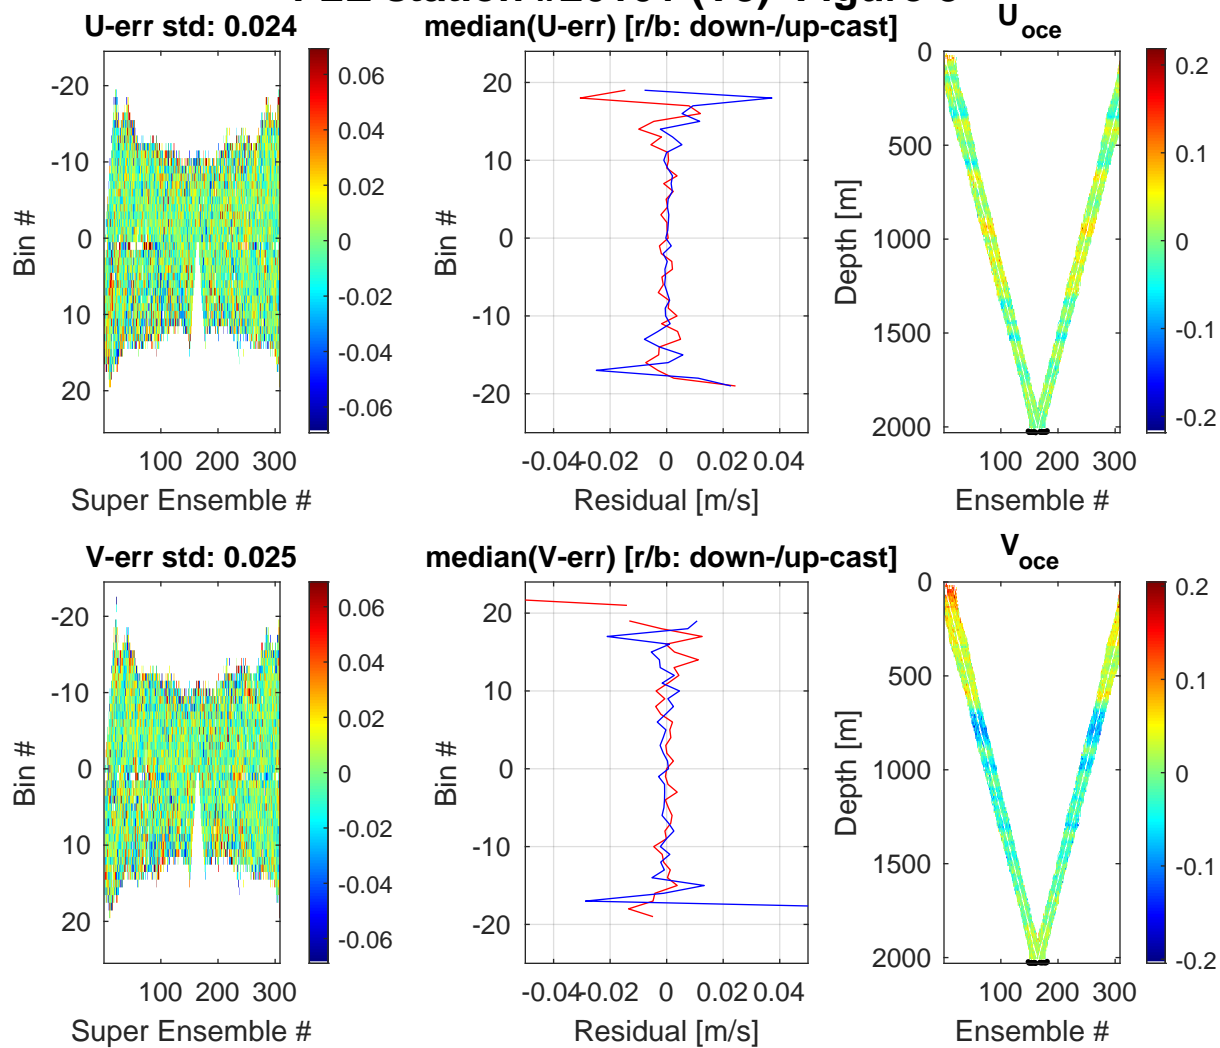 U-err std: 0.024
-20
-10
0
10
20
100 200 300
Super Ensemble #
Bin #
0.06
0.04
0.02
0
-0.02
-0.04
-0.06
median(U-err) [r/b: down-/up-cast]
20
10
0
-10
-20
-0.04 -0.02 0 0.02 0.04
Residual [m/s]
Bin #
U oce
0
500
1000
1500
2000
100 200 300
Ensemble #
Depth [m]
0.2
0.1
0
-0.1
-0.2
V-err std: 0.025
-20
-10
0
10
20
100 200 300
Super Ensemble #
Bin #
0.06
0.04
0.02
0
-0.02
-0.04
-0.06
median(V-err) [r/b: down-/up-cast]
20
10
0
-10
-20
-0.04 -0.02 0 0.02 0.04
Residual [m/s]
Bin #
V oce
0
500
1000
1500
2000
100 200 300
Ensemble #
Depth [m]
0.2
0.1
0
-0.1
-0.2